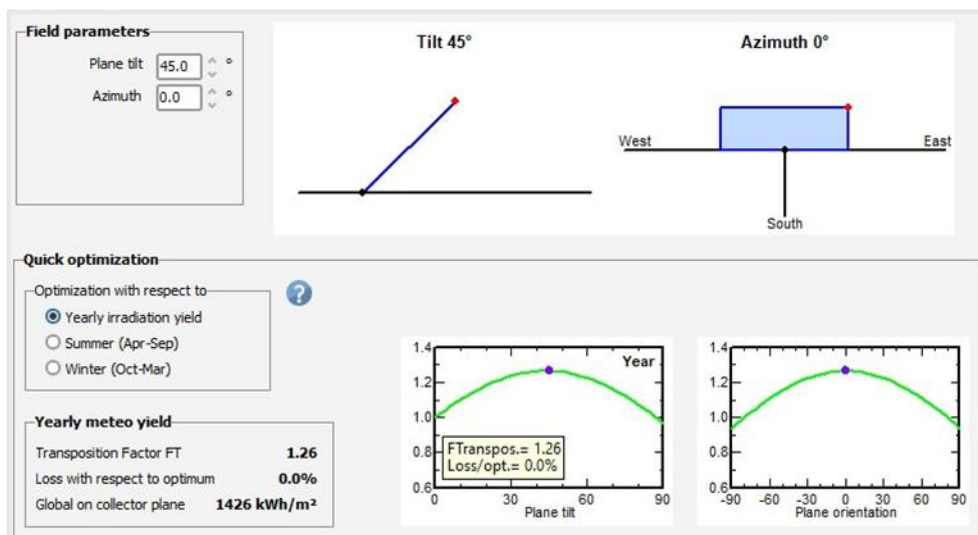 Field parameters
Plane tilt 45.0 °
Azimuth 0.0 °
Tilt 45°
Azimuth 0°
West
East
South
Quick optimization
Optimization with respect to
Yearly irradiation yield
Summer (Apr-Sep)
Winter (Oct-Mar)
?
Yearly meteo yield
Transposition Factor FT 1.26
Loss with respect to optimum 0.0%
Global on collector plane 1426 kWh/m²
1.4
1.2
1.0
0.8
0.6
Year
FTranspos.= 1.26
Loss/opt.= 0.0%
0 30 60 90
Plane tilt
1.4
1.2
1.0
0.8
0.6
-90 -60 -30 0 30 60 90
Plane orientation